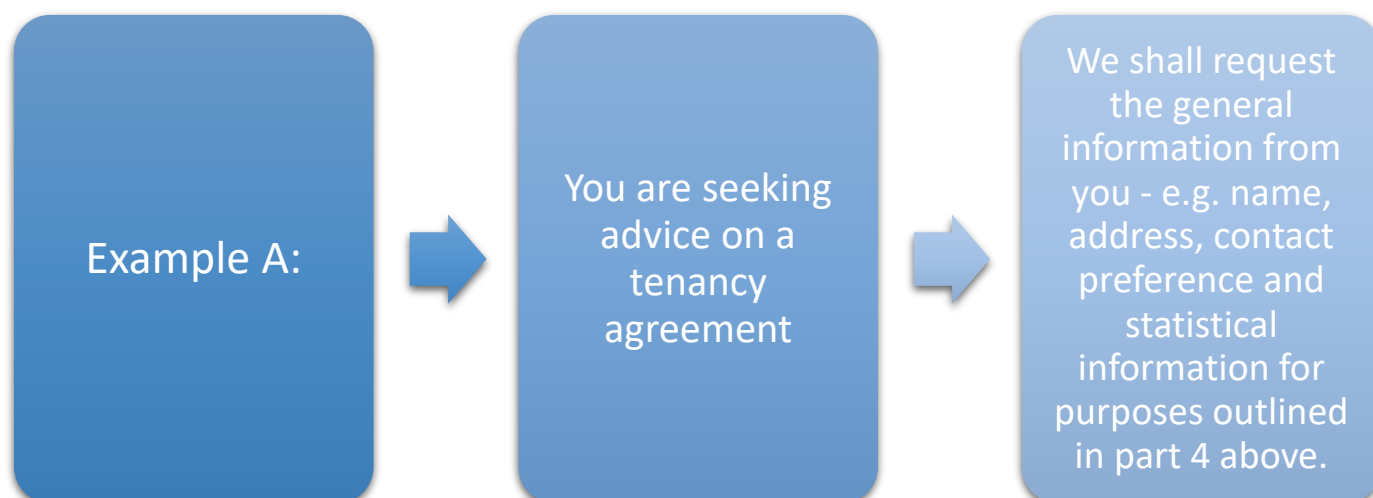 Example A:
You are seeking
advice on a
tenancy
agreement
We shall request
the general
information from
you - e.g. name,
address, contact
preference and
statistical
information for
purposes outlined
in part 4 above.